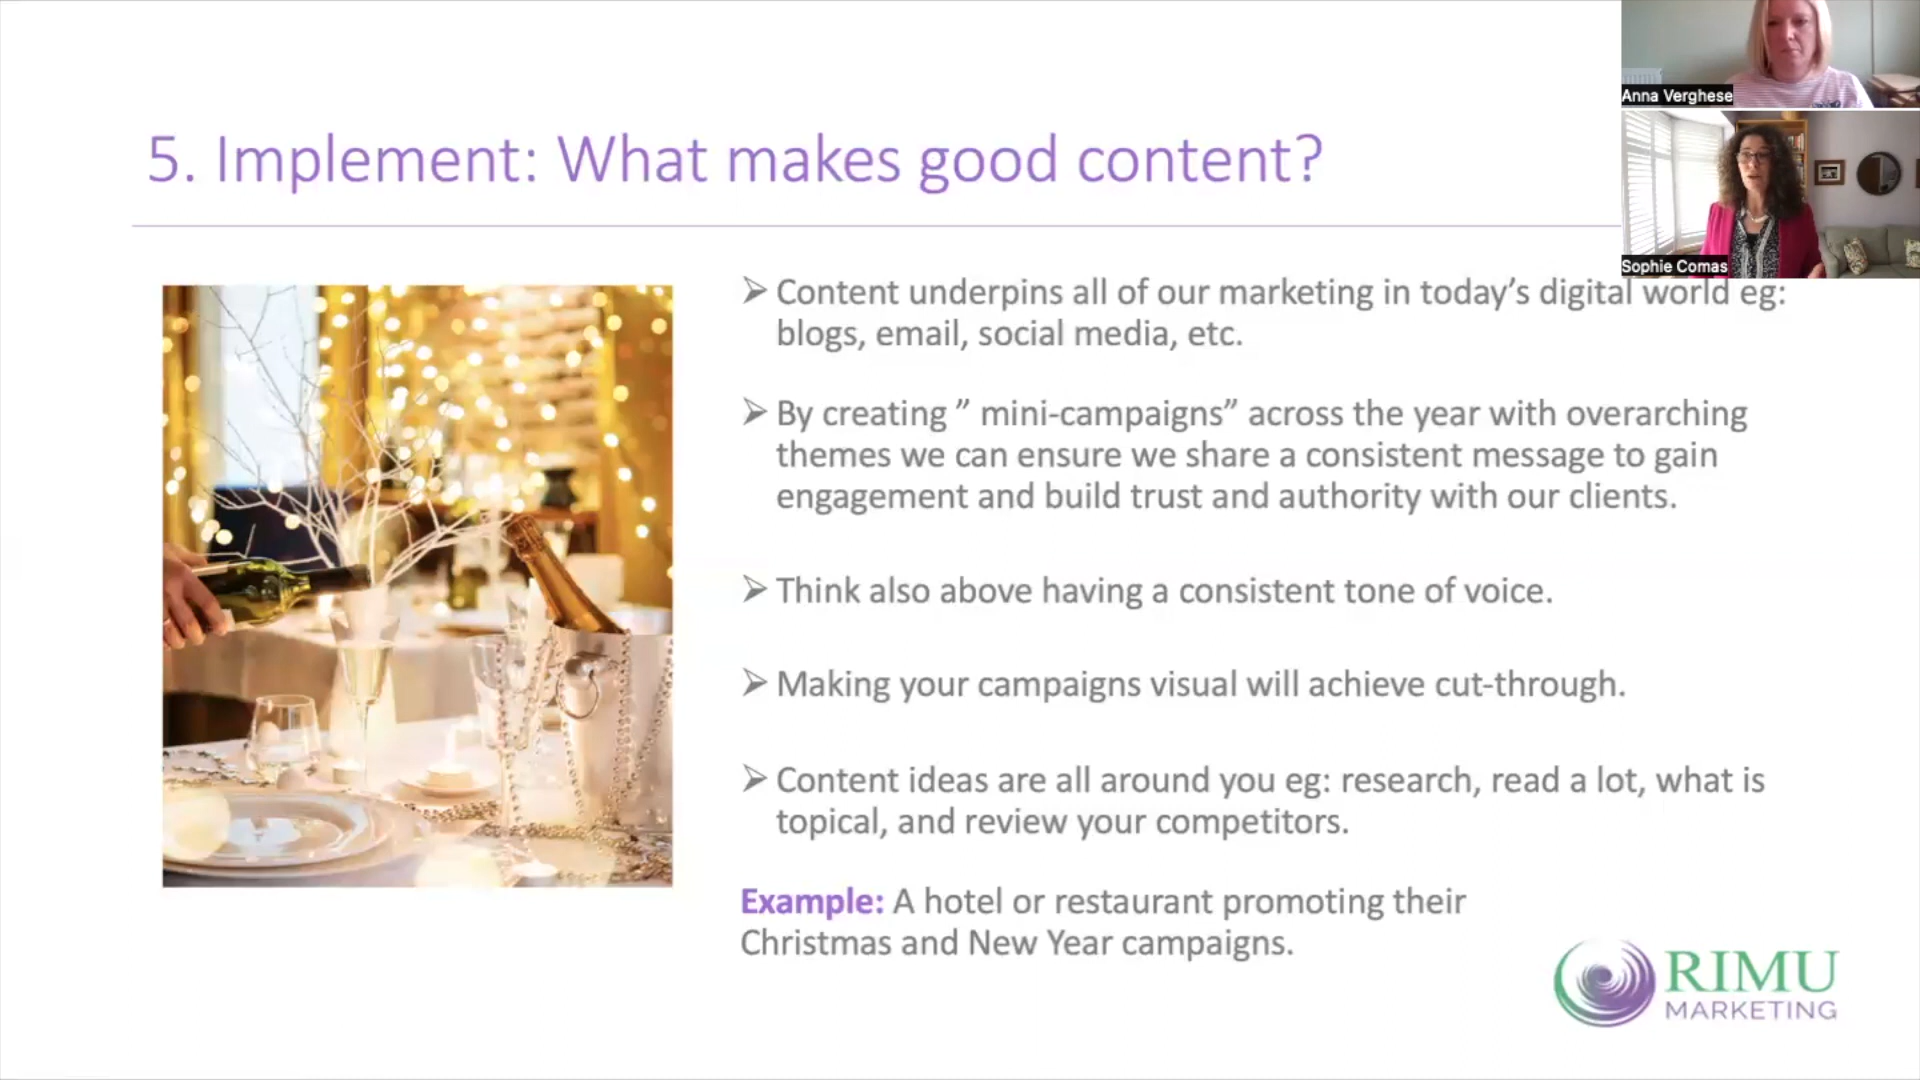 5. Implement: What makes good content?
Anna Verghese
Sophie Comas
➢ Content underpins all of our marketing in today’s digital world eg:
blogs, email, social media, etc.
➢ By creating ” mini-campaigns” across the year with overarching
themes we can ensure we share a consistent message to gain
engagement and build trust and authority with our clients.
➢ Think also above having a consistent tone of voice.
➢ Making your campaigns visual will achieve cut-through.
➢ Content ideas are all around you eg: research, read a lot, what is
topical, and review your competitors.
Example: A hotel or restaurant promoting their
Christmas and New Year campaigns.
RIMU
MARKETING